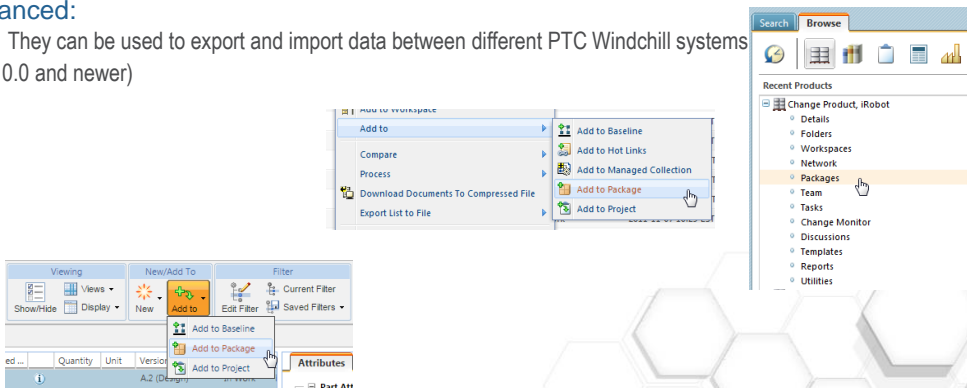 anced:
They can be used to export and import data between different PTC Windchill systems
0.0 and newer)
Search Browse
Recent Products
Change Product, iRobot
Details
Folders
Workspaces
Network
Packages
Team
Tasks
Change Monitor
Discussions
Templates
Reports
Utilities
Add to Workspace
Add to
Compare
Process
Download Documents To Compressed File
Export List to File
Add to Baseline
Add to Hot Links
Add to Managed Collection
Add to Package
Add to Project
Viewing New/Add To Filter
Show/Hide Views Display New Add to Edit Filter Current Filter Saved Filters
Add to Baseline
Add to Package
Add to Project
ed ... Quantity Unit Version
A.2 (Design)
Attributes
Part Att